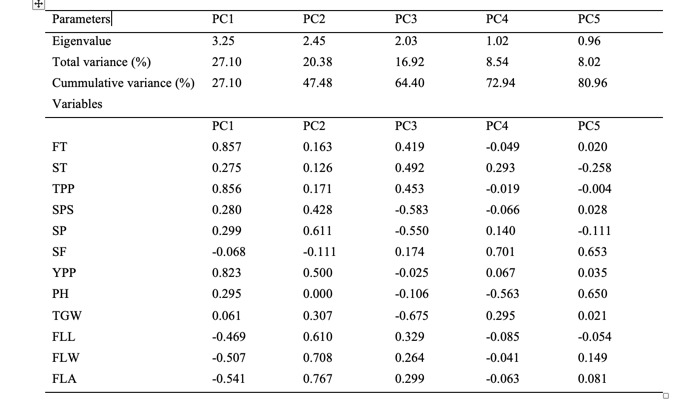 Parameters PC1 PC2 PC3 PC4 PC5
Eigenvalue 3.25 2.45 2.03 1.02 0.96
Total variance (%) 27.10 20.38 16.92 8.54 8.02
Cummulative variance (%) 27.10 47.48 64.40 72.94 80.96
Variables
PC1 PC2 PC3 PC4 PC5
FT 0.857 0.163 0.419 -0.049 0.020
ST 0.275 0.126 0.492 0.293 -0.258
TPP 0.856 0.171 0.453 -0.019 -0.004
SPS 0.280 0.428 -0.583 -0.066 0.028
SP 0.299 0.611 -0.550 0.140 -0.111
SF -0.068 -0.111 0.174 0.701 0.653
YPP 0.823 0.500 -0.025 0.067 0.035
PH 0.295 0.000 -0.106 -0.563 0.650
TGW 0.061 0.307 -0.675 0.295 0.021
FLL -0.469 0.610 0.329 -0.085 -0.054
FLW -0.507 0.708 0.264 -0.041 0.149
FLA -0.541 0.767 0.299 -0.063 0.081